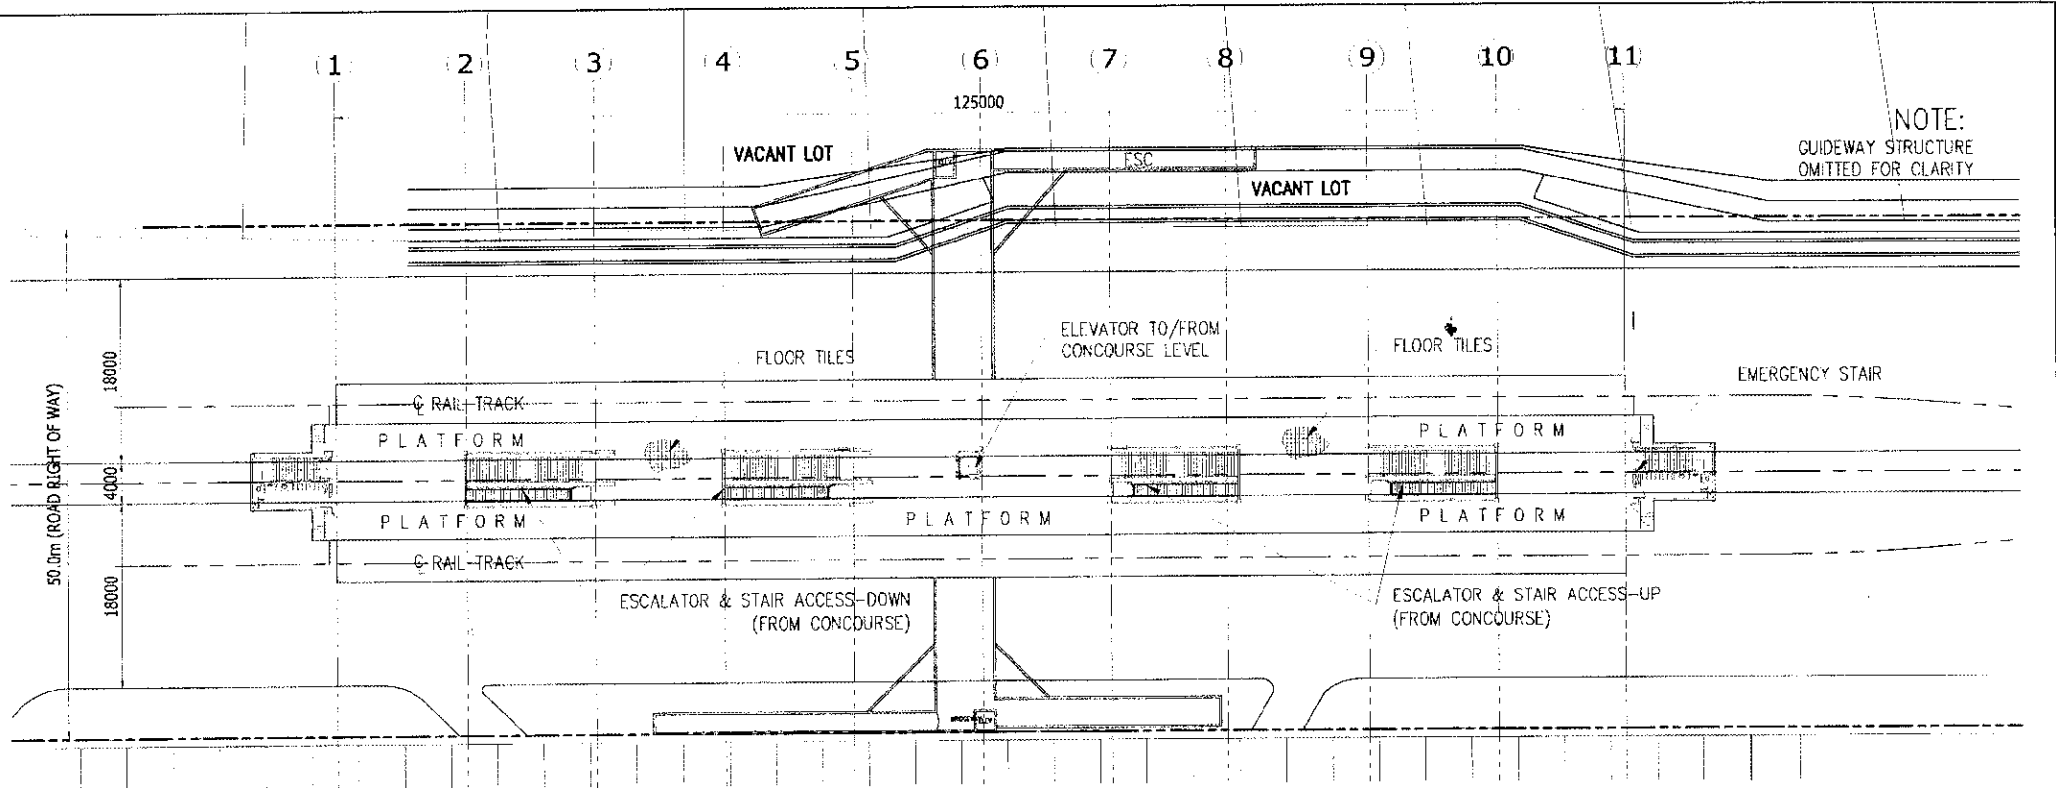 (1) (2) (3) (4) (5) (6) (7) (8) (9) (10) (11)
125000
NOTE:
GUIDEWAY STRUCTURE
OMITTED FOR CLARITY
VACANT LOT
ESC
VACANT LOT
ELEVATOR TO/FROM
CONCOURSE LEVEL
FLOOR TILES
FLOOR TILES
EMERGENCY STAIR
50.0m (ROAD RIGHT OF WAY)
18000
4000
18000
℄ RAIL TRACK
PLATFORM
PLATFORM
PLATFORM
PLATFORM
PLATFORM
℄ RAIL TRACK
ESCALATOR & STAIR ACCESS-DOWN
(FROM CONCOURSE)
ESCALATOR & STAIR ACCESS-UP
(FROM CONCOURSE)